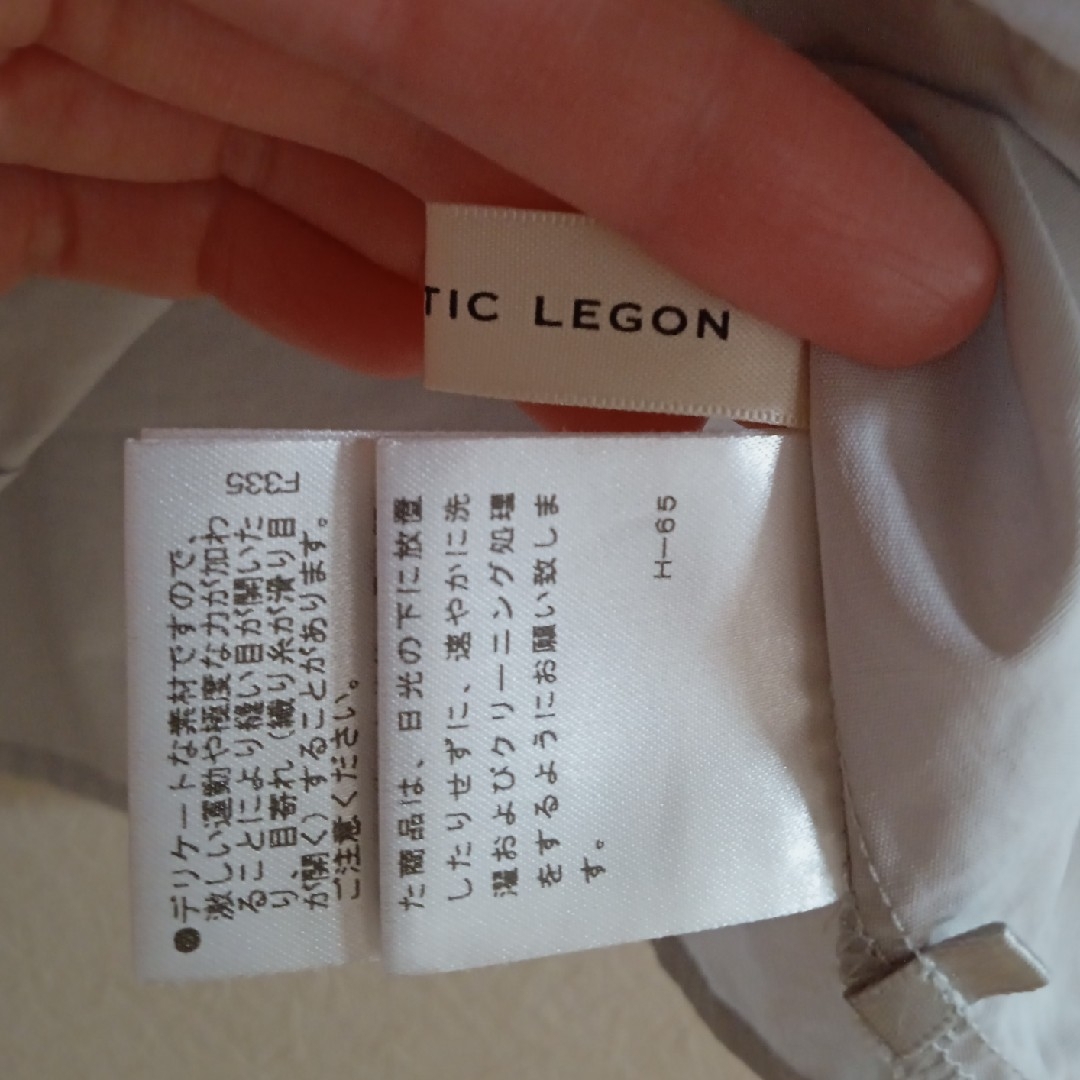 TIC LEGON
●デリケートな素材ですので、
激しい運動や極度な力が加わ
ることにより縫い目が開いた
り、目寄れ（織り糸が滑り目
が開く）することがあります。
ご注意ください。
F335
た商品は、日光の下に放置
したりせずに、速やかに洗
濯およびクリーニング処理
をするようにお願い致しま
す。
H-65